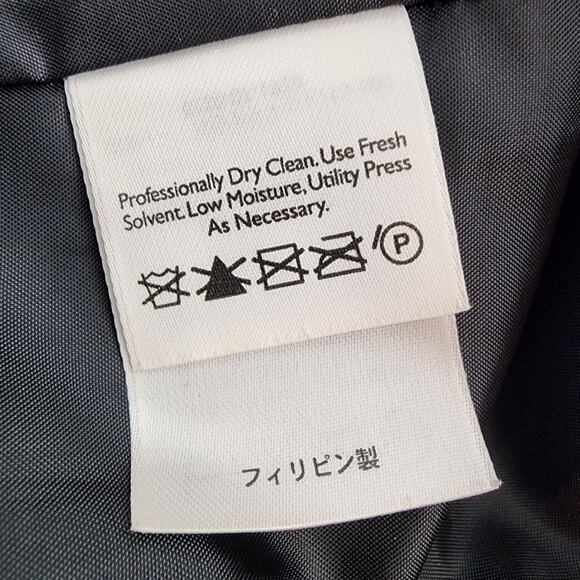 Professionally Dry Clean. Use Fresh
Solvent. Low Moisture, Utility Press
As Necessary.
P
フィリピン製